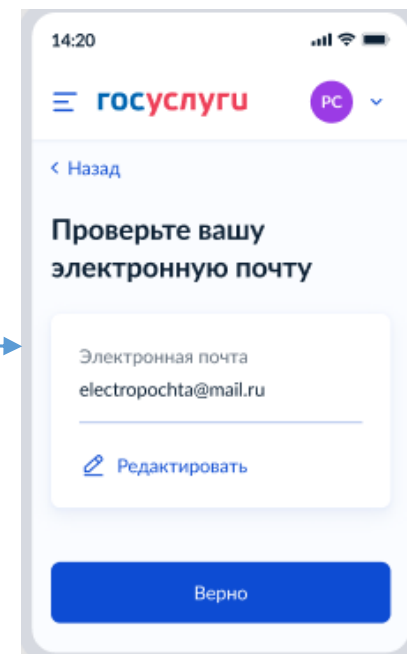 14:20
госуслуги
РС
Назад
Проверьте вашу
электронную почту
Электронная почта
electropochta@mail.ru
Редактировать
Верно